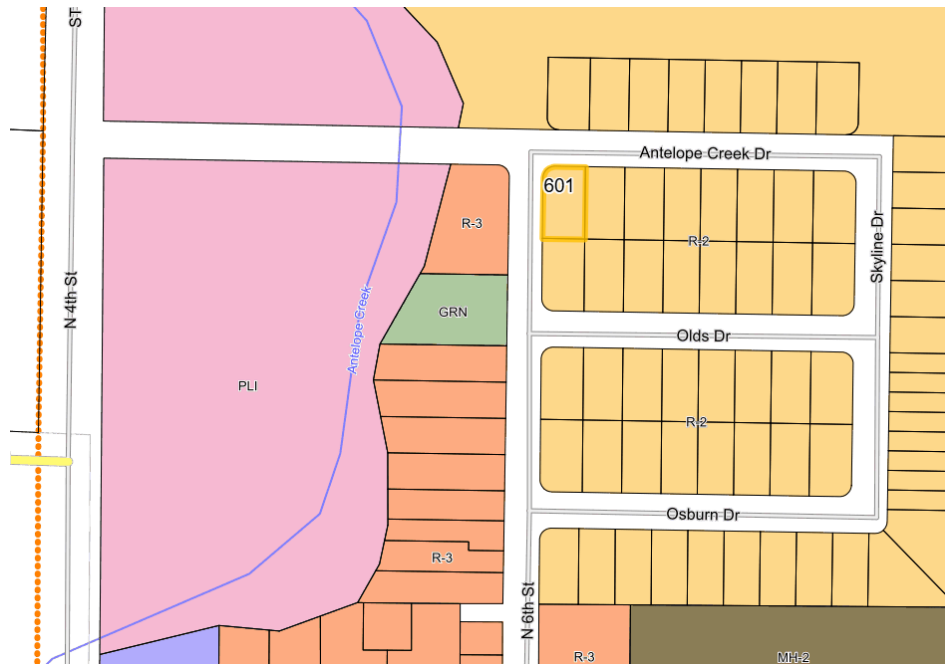 ST
Antelope Creek Dr
601
R-3
R-2
Skyline Dr
N 4th St
Antelope Creek
GRN
Olds Dr
PLI
R-2
Osburn Dr
R-3
N 6th St
R-3
MH-2